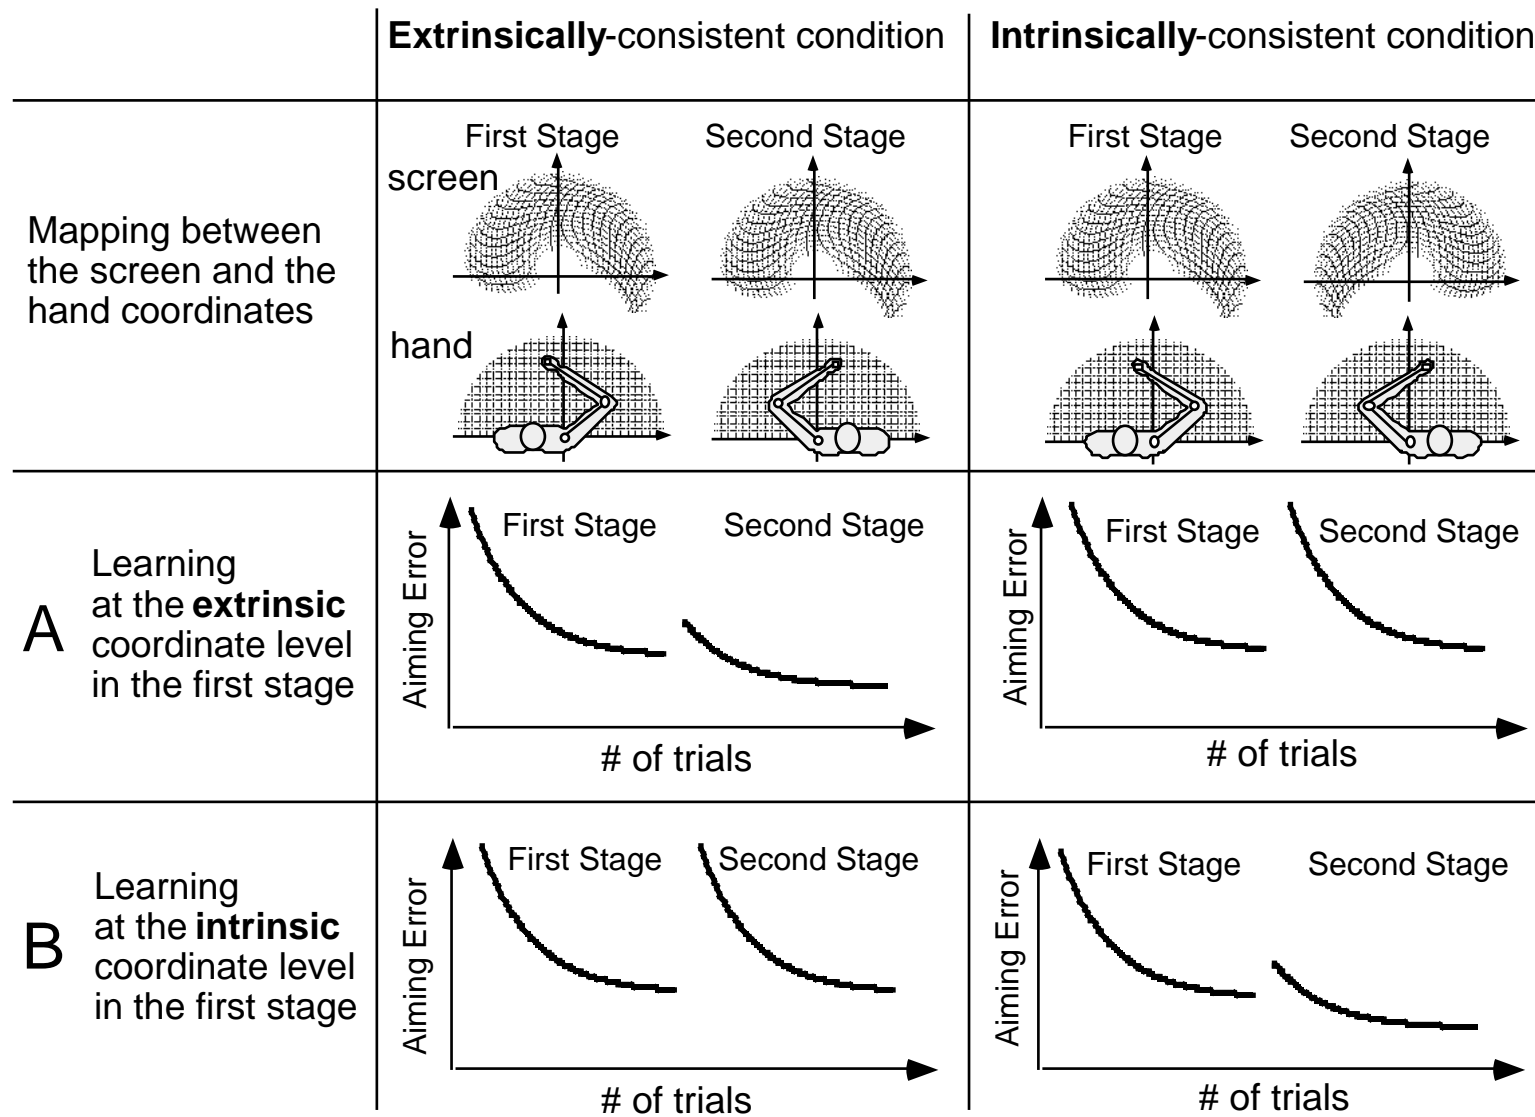 Extrinsically-consistent condition
Intrinsically-consistent condition
Mapping between
the screen and the
hand coordinates
First Stage
Second Stage
screen
hand
First Stage
Second Stage
A
Learning
at the extrinsic
coordinate level
in the first stage
Aiming Error
First Stage
Second Stage
# of trials
Aiming Error
First Stage
Second Stage
# of trials
B
Learning
at the intrinsic
coordinate level
in the first stage
Aiming Error
First Stage
Second Stage
# of trials
Aiming Error
First Stage
Second Stage
# of trials